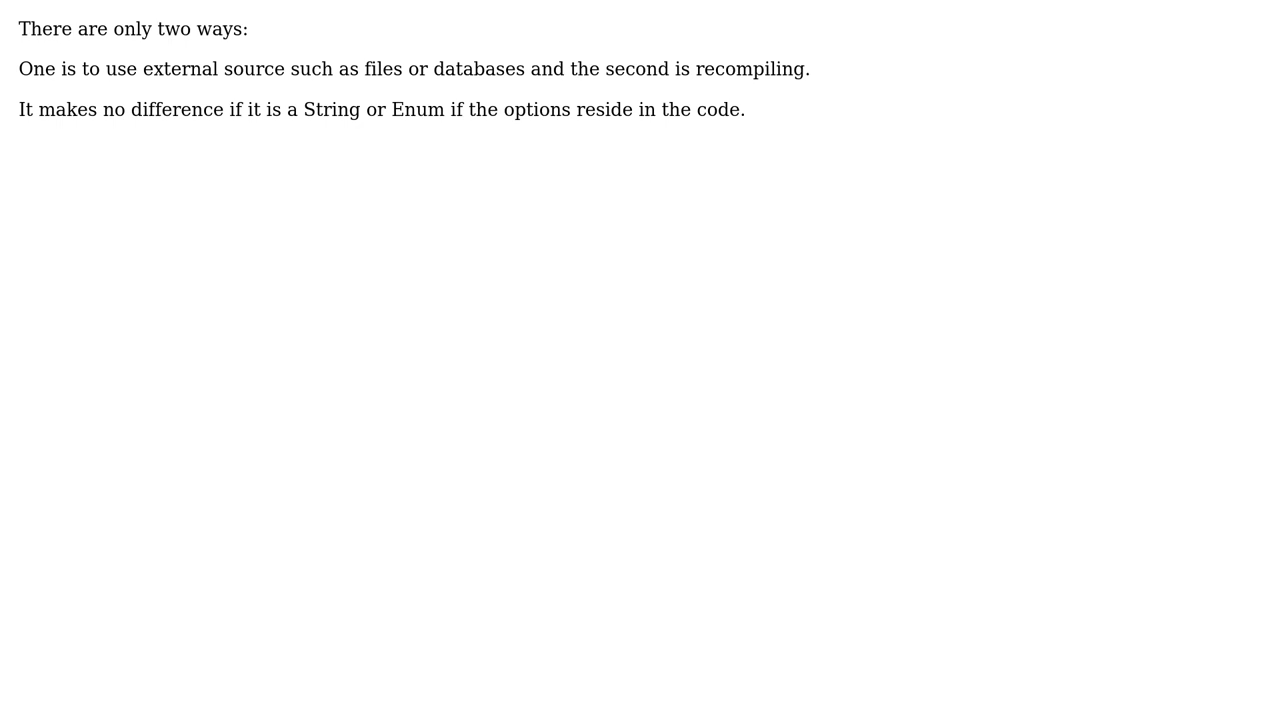 There are only two ways:
One is to use external source such as files or databases and the second is recompiling.
It makes no difference if it is a String or Enum if the options reside in the code.